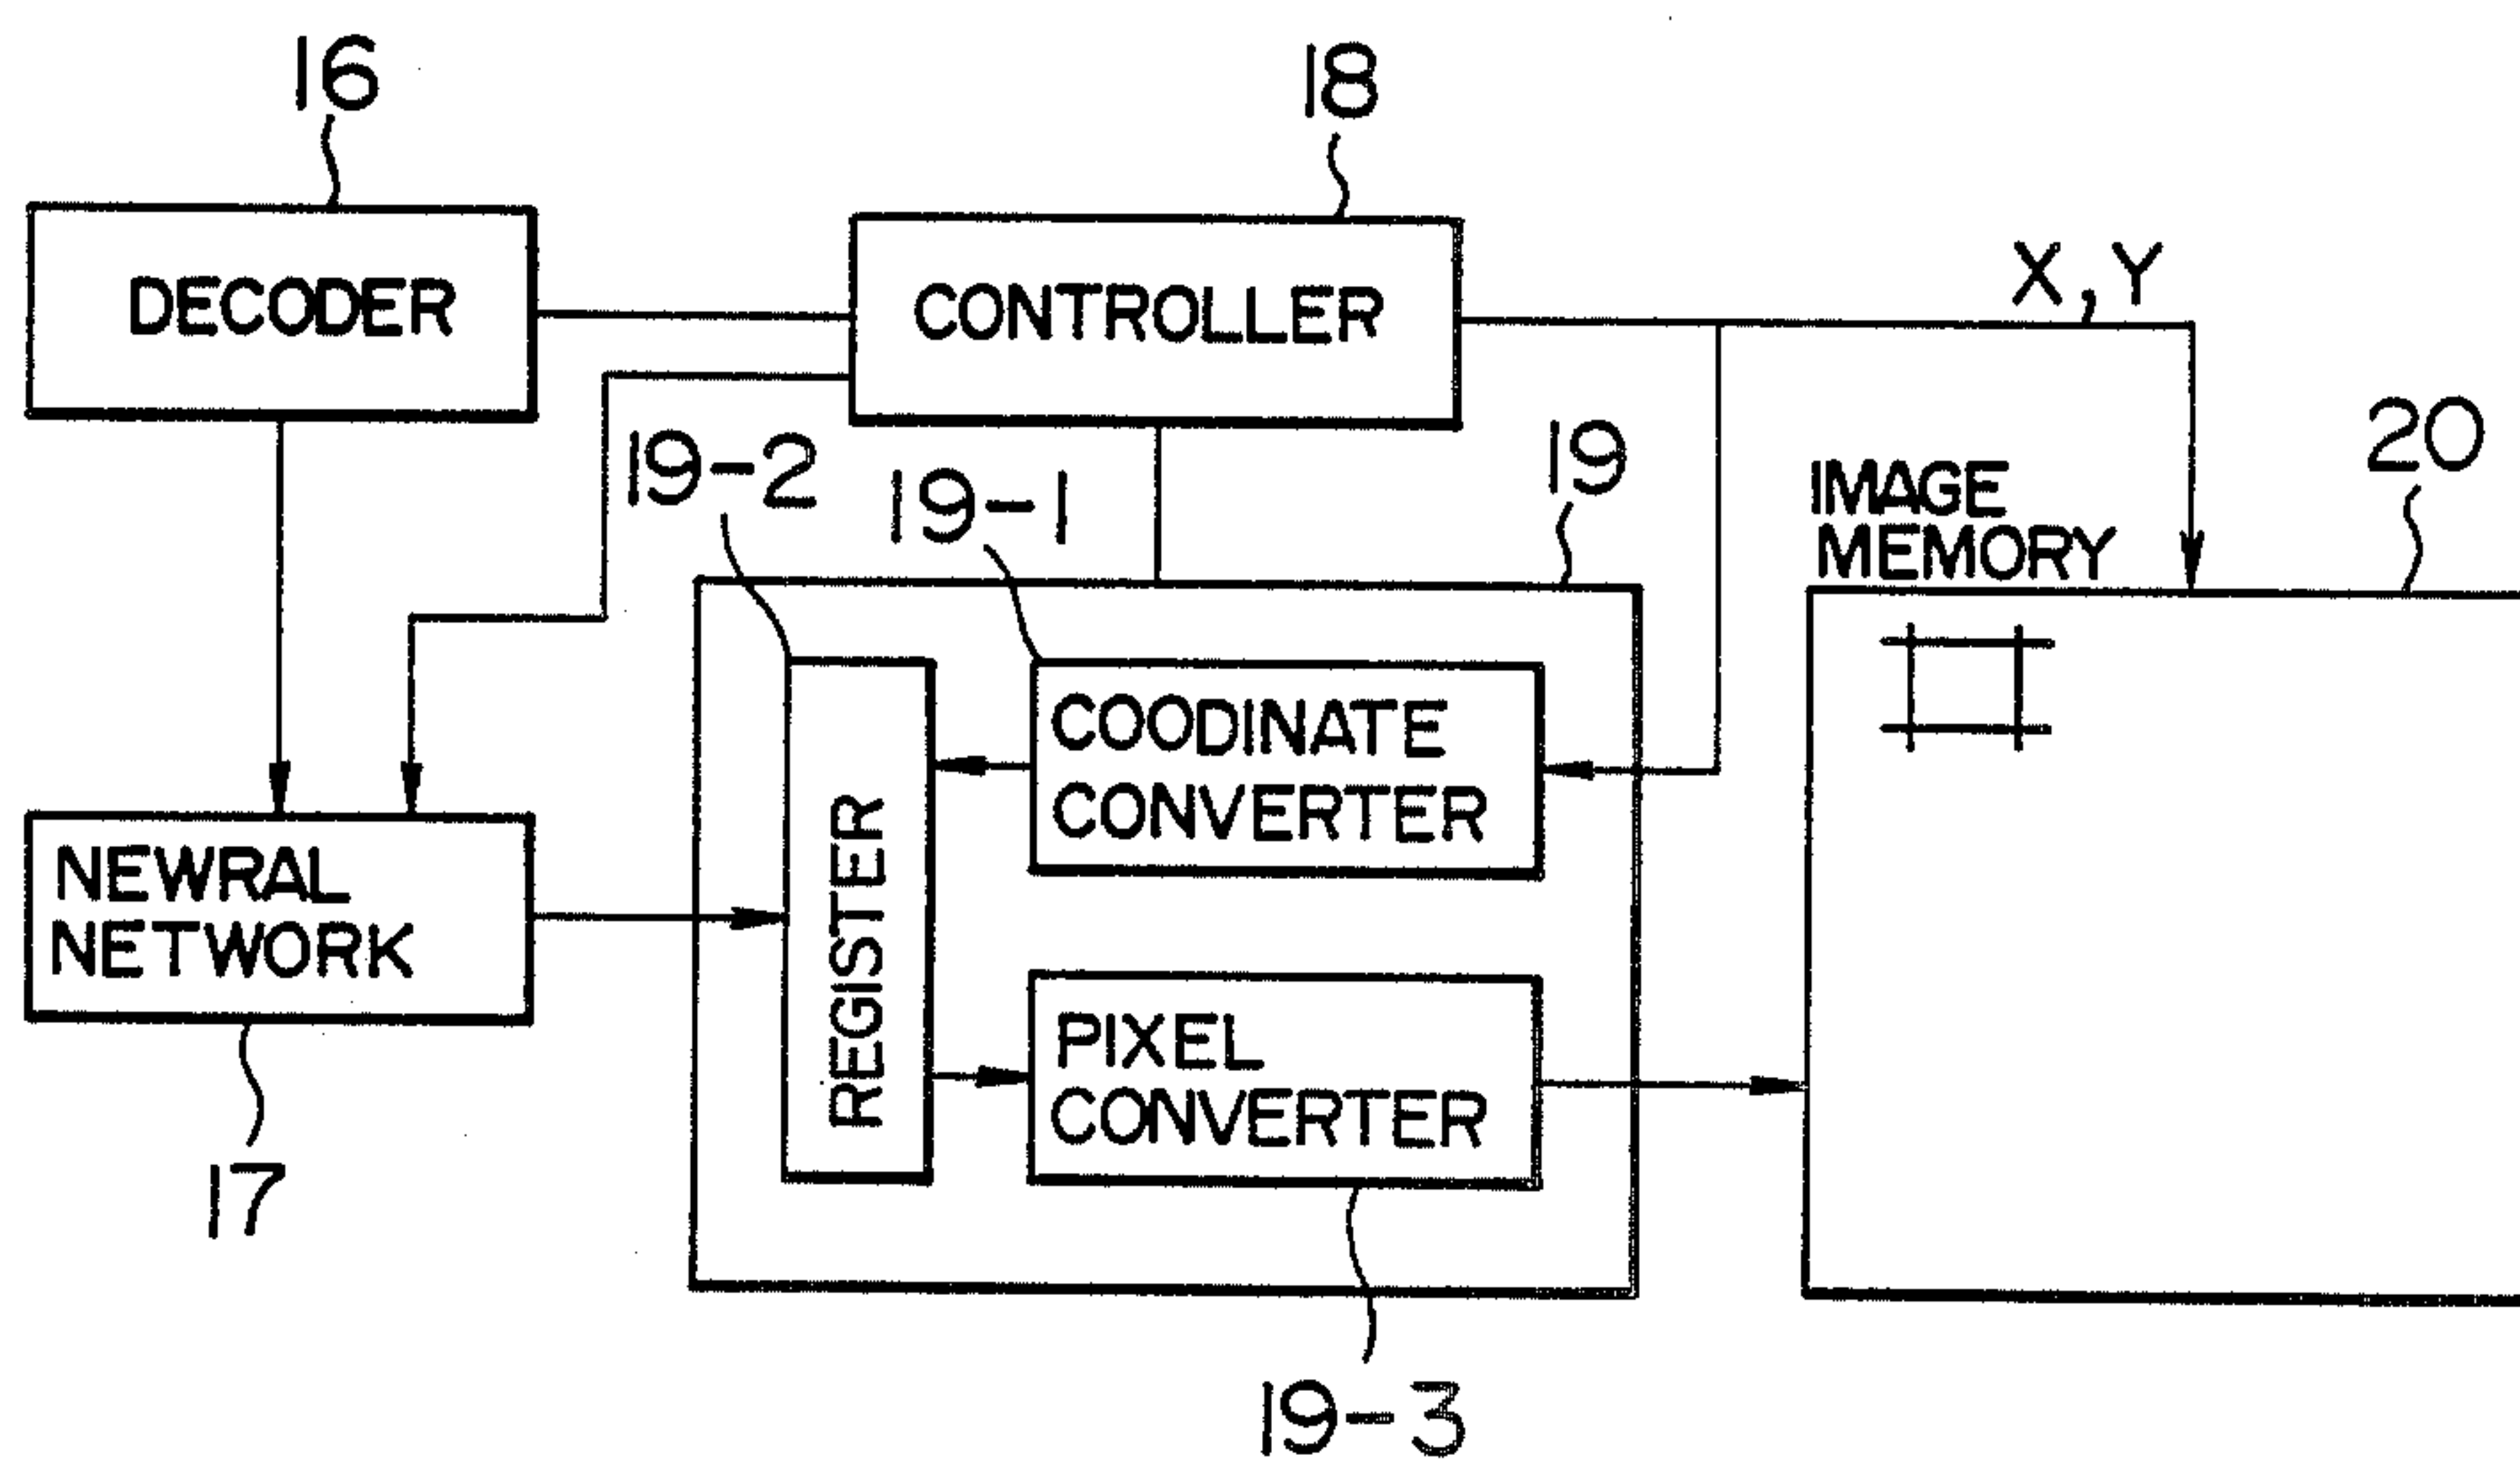 16
18
DECODER
CONTROLLER
X,Y
19-2
19-1
19
20
IMAGE
MEMORY
REGISTER
COODINATE
CONVERTER
NEWRAL
NETWORK
PIXEL
CONVERTER
17
19-3